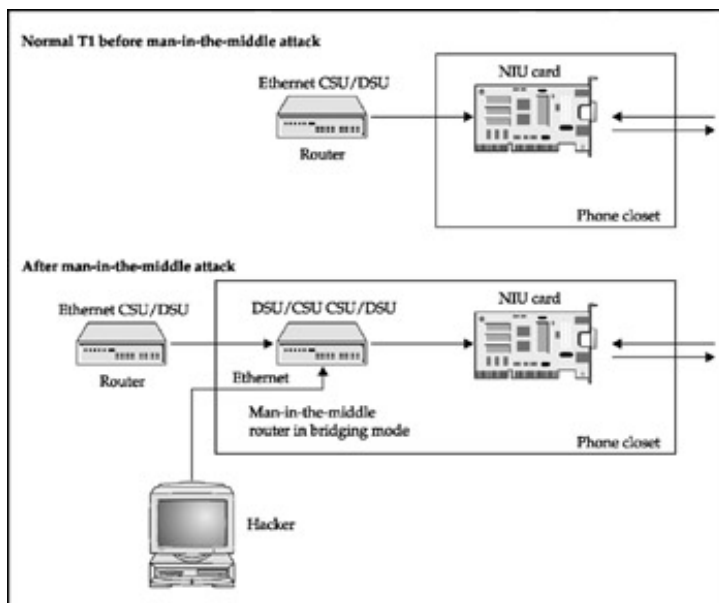 Normal T1 before man-in-the-middle attack
NIU card
Ethernet CSU/DSU
Router
Phone closet
After man-in-the-middle attack
Ethernet CSU/DSU
DSU/CSU CSU/DSU
NIU card
Router
Ethernet
Man-in-the-middle
router in bridging mode
Phone closet
Hacker